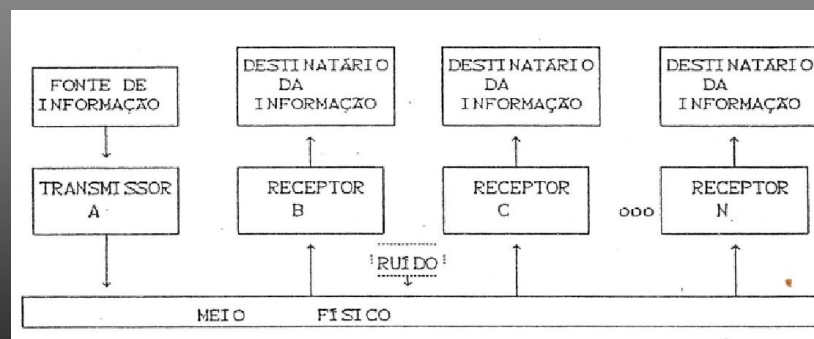 FONTE DE
INFORMAÇÃO
DESTINATÁRIO
DA
INFORMAÇÃO
DESTINATÁRIO
DA
INFORMAÇÃO
DESTINATÁRIO
DA
INFORMAÇÃO
TRANSMISSOR
A
RECEPTOR
B
RECEPTOR
C
ooo
RECEPTOR
N
RUÍDO
MEIO FÍSICO